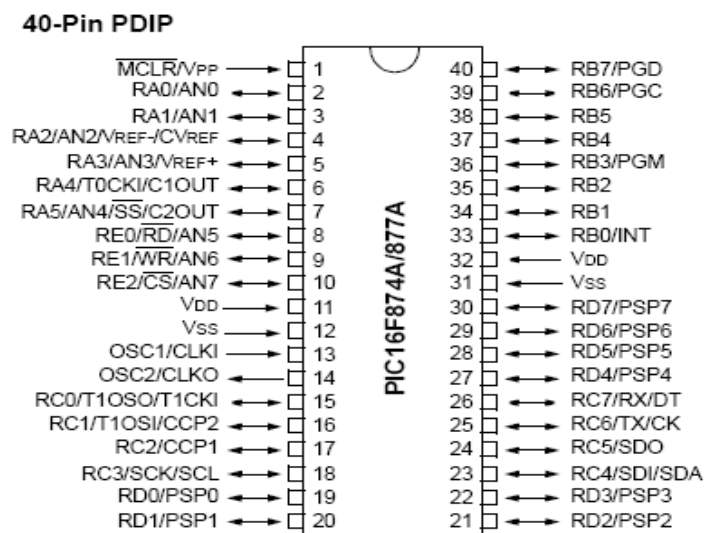 40-Pin PDIP
MCLR/VPP 1 40 RB7/PGD
RA0/AN0 2 39 RB6/PGC
RA1/AN1 3 38 RB5
RA2/AN2/VREF-/CVREF 4 37 RB4
RA3/AN3/VREF+ 5 36 RB3/PGM
RA4/T0CKI/C1OUT 6 35 RB2
RA5/AN4/SS/C2OUT 7 34 RB1
RE0/RD/AN5 8 33 RB0/INT
RE1/WR/AN6 9 32 VDD
RE2/CS/AN7 10 31 VSS
VDD 11 30 RD7/PSP7
VSS 12 29 RD6/PSP6
OSC1/CLKI 13 28 RD5/PSP5
OSC2/CLKO 14 27 RD4/PSP4
RC0/T1OSO/T1CKI 15 26 RC7/RX/DT
RC1/T1OSI/CCP2 16 25 RC6/TX/CK
RC2/CCP1 17 24 RC5/SDO
RC3/SCK/SCL 18 23 RC4/SDI/SDA
RD0/PSP0 19 22 RD3/PSP3
RD1/PSP1 20 21 RD2/PSP2
PIC16F874A/877A